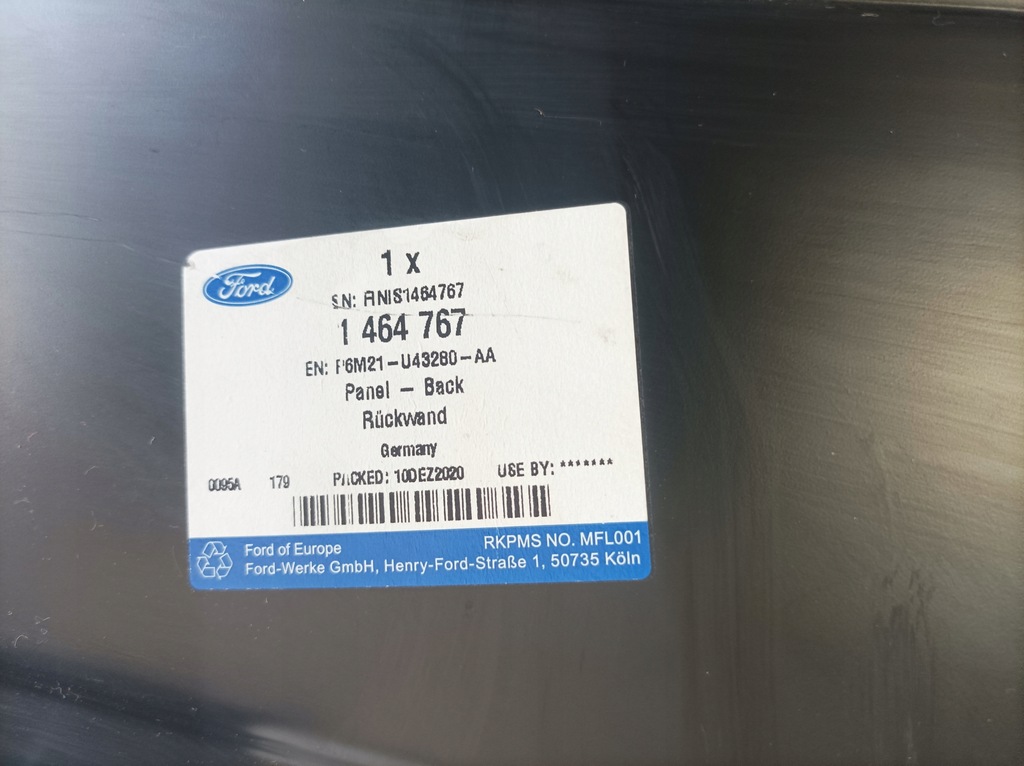 Ford
1 x
SN: FINIS1464767
1 464 767
EN: P6M21-U43280-AA
Panel - Back
Rückwand
Germany
0095A 179 PACKED: 10DEZ2020 USE BY: *******
RKPMS NO. MFL001
Ford of Europe
Ford-Werke GmbH, Henry-Ford-Straße 1, 50735 Köln